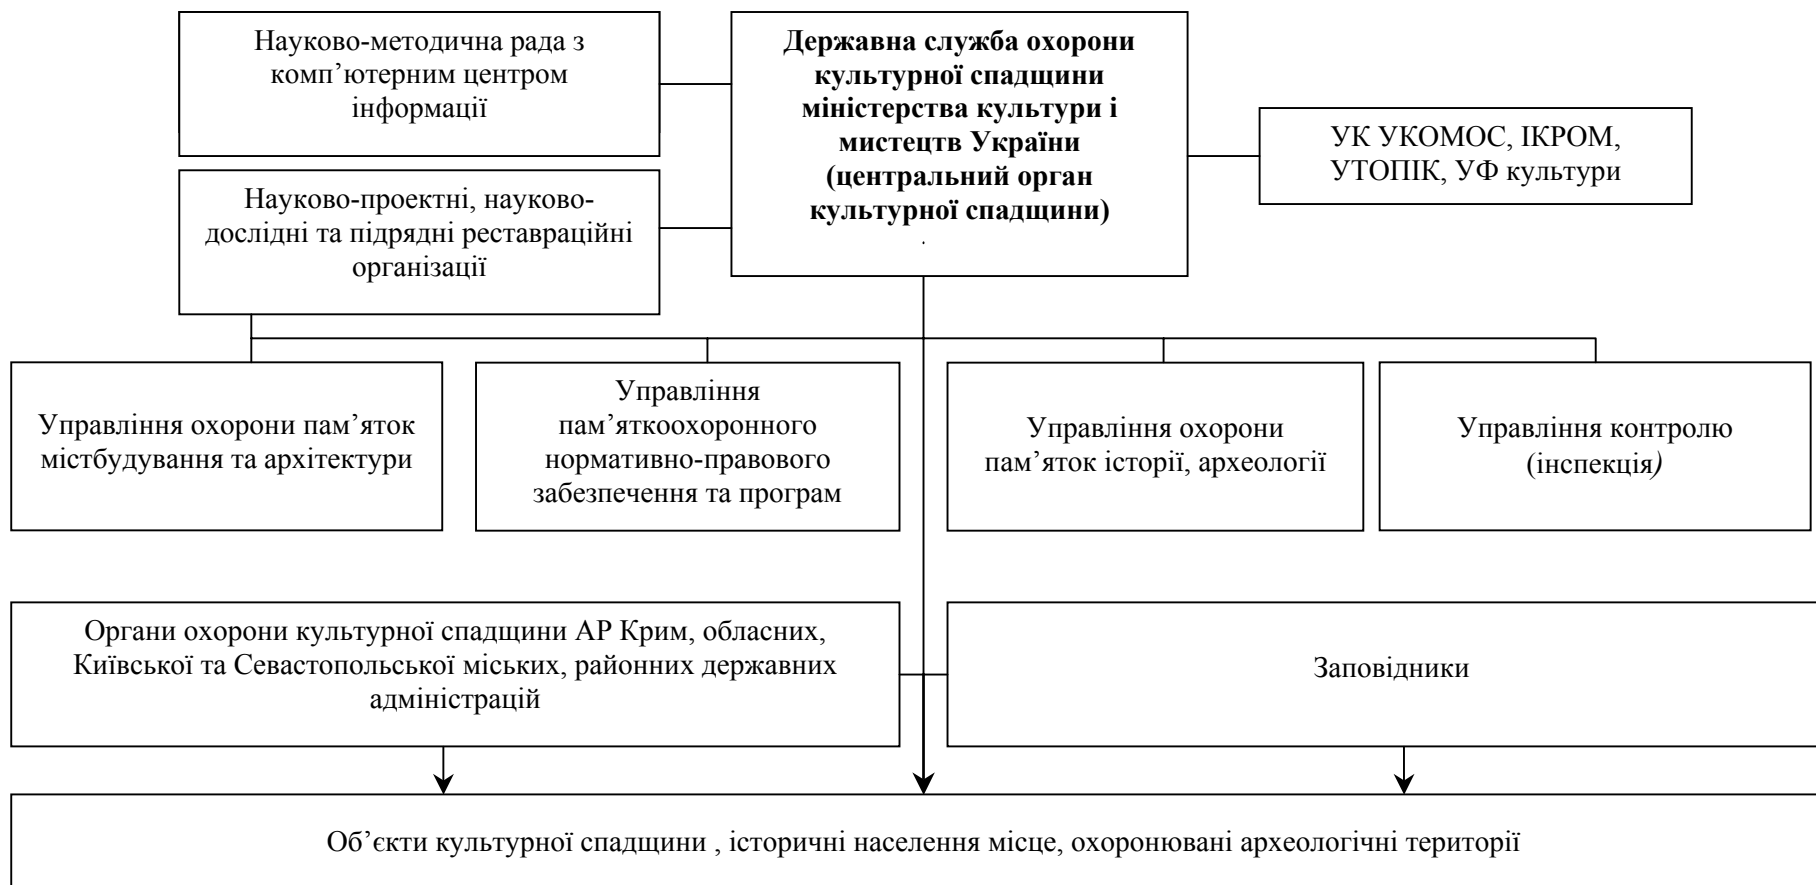 Науково-методична рада з
комп’ютерним центром
інформації
Державна служба охорони
культурної спадщини
міністерства культури і
мистецтв України
(центральний орган
культурної спадщини)
УК УКОМОС, ІКРОМ,
УТОПІК, УФ культури
Науково-проектні, науково-
дослідні та підрядні реставраційні
організації
Управління охорони пам’яток
містбудування та архітектури
Управління
пам’яткоохоронного
нормативно-правового
забезпечення та програм
Управління охорони
пам’яток історії, археології
Управління контролю
(інспекція)
Органи охорони культурної спадщини АР Крим, обласних,
Київської та Севастопольської міських, районних державних
адміністрацій
Заповідники
Об’єкти культурної спадщини , історичні населення місце, охоронювані археологічні території